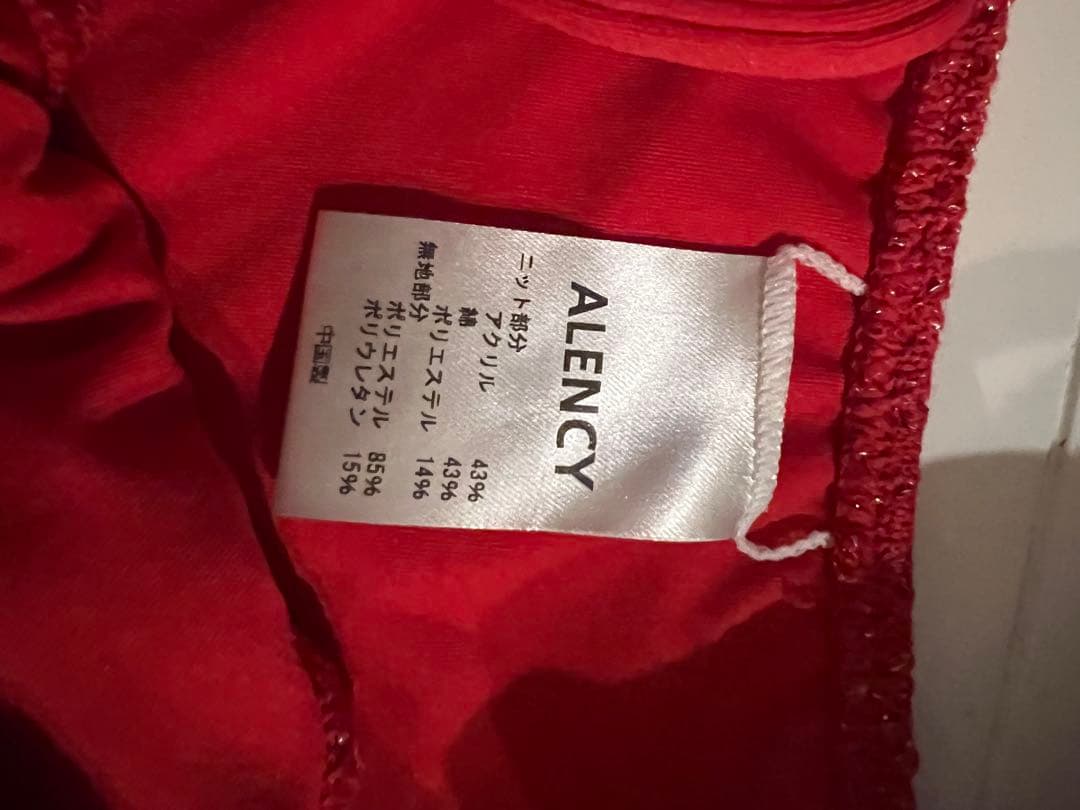 ALENCY
ニット部分
アクリル 43%
綿 43%
ポリエステル 14%
無地部分
ポリエステル 85%
ポリウレタン 15%
中国製